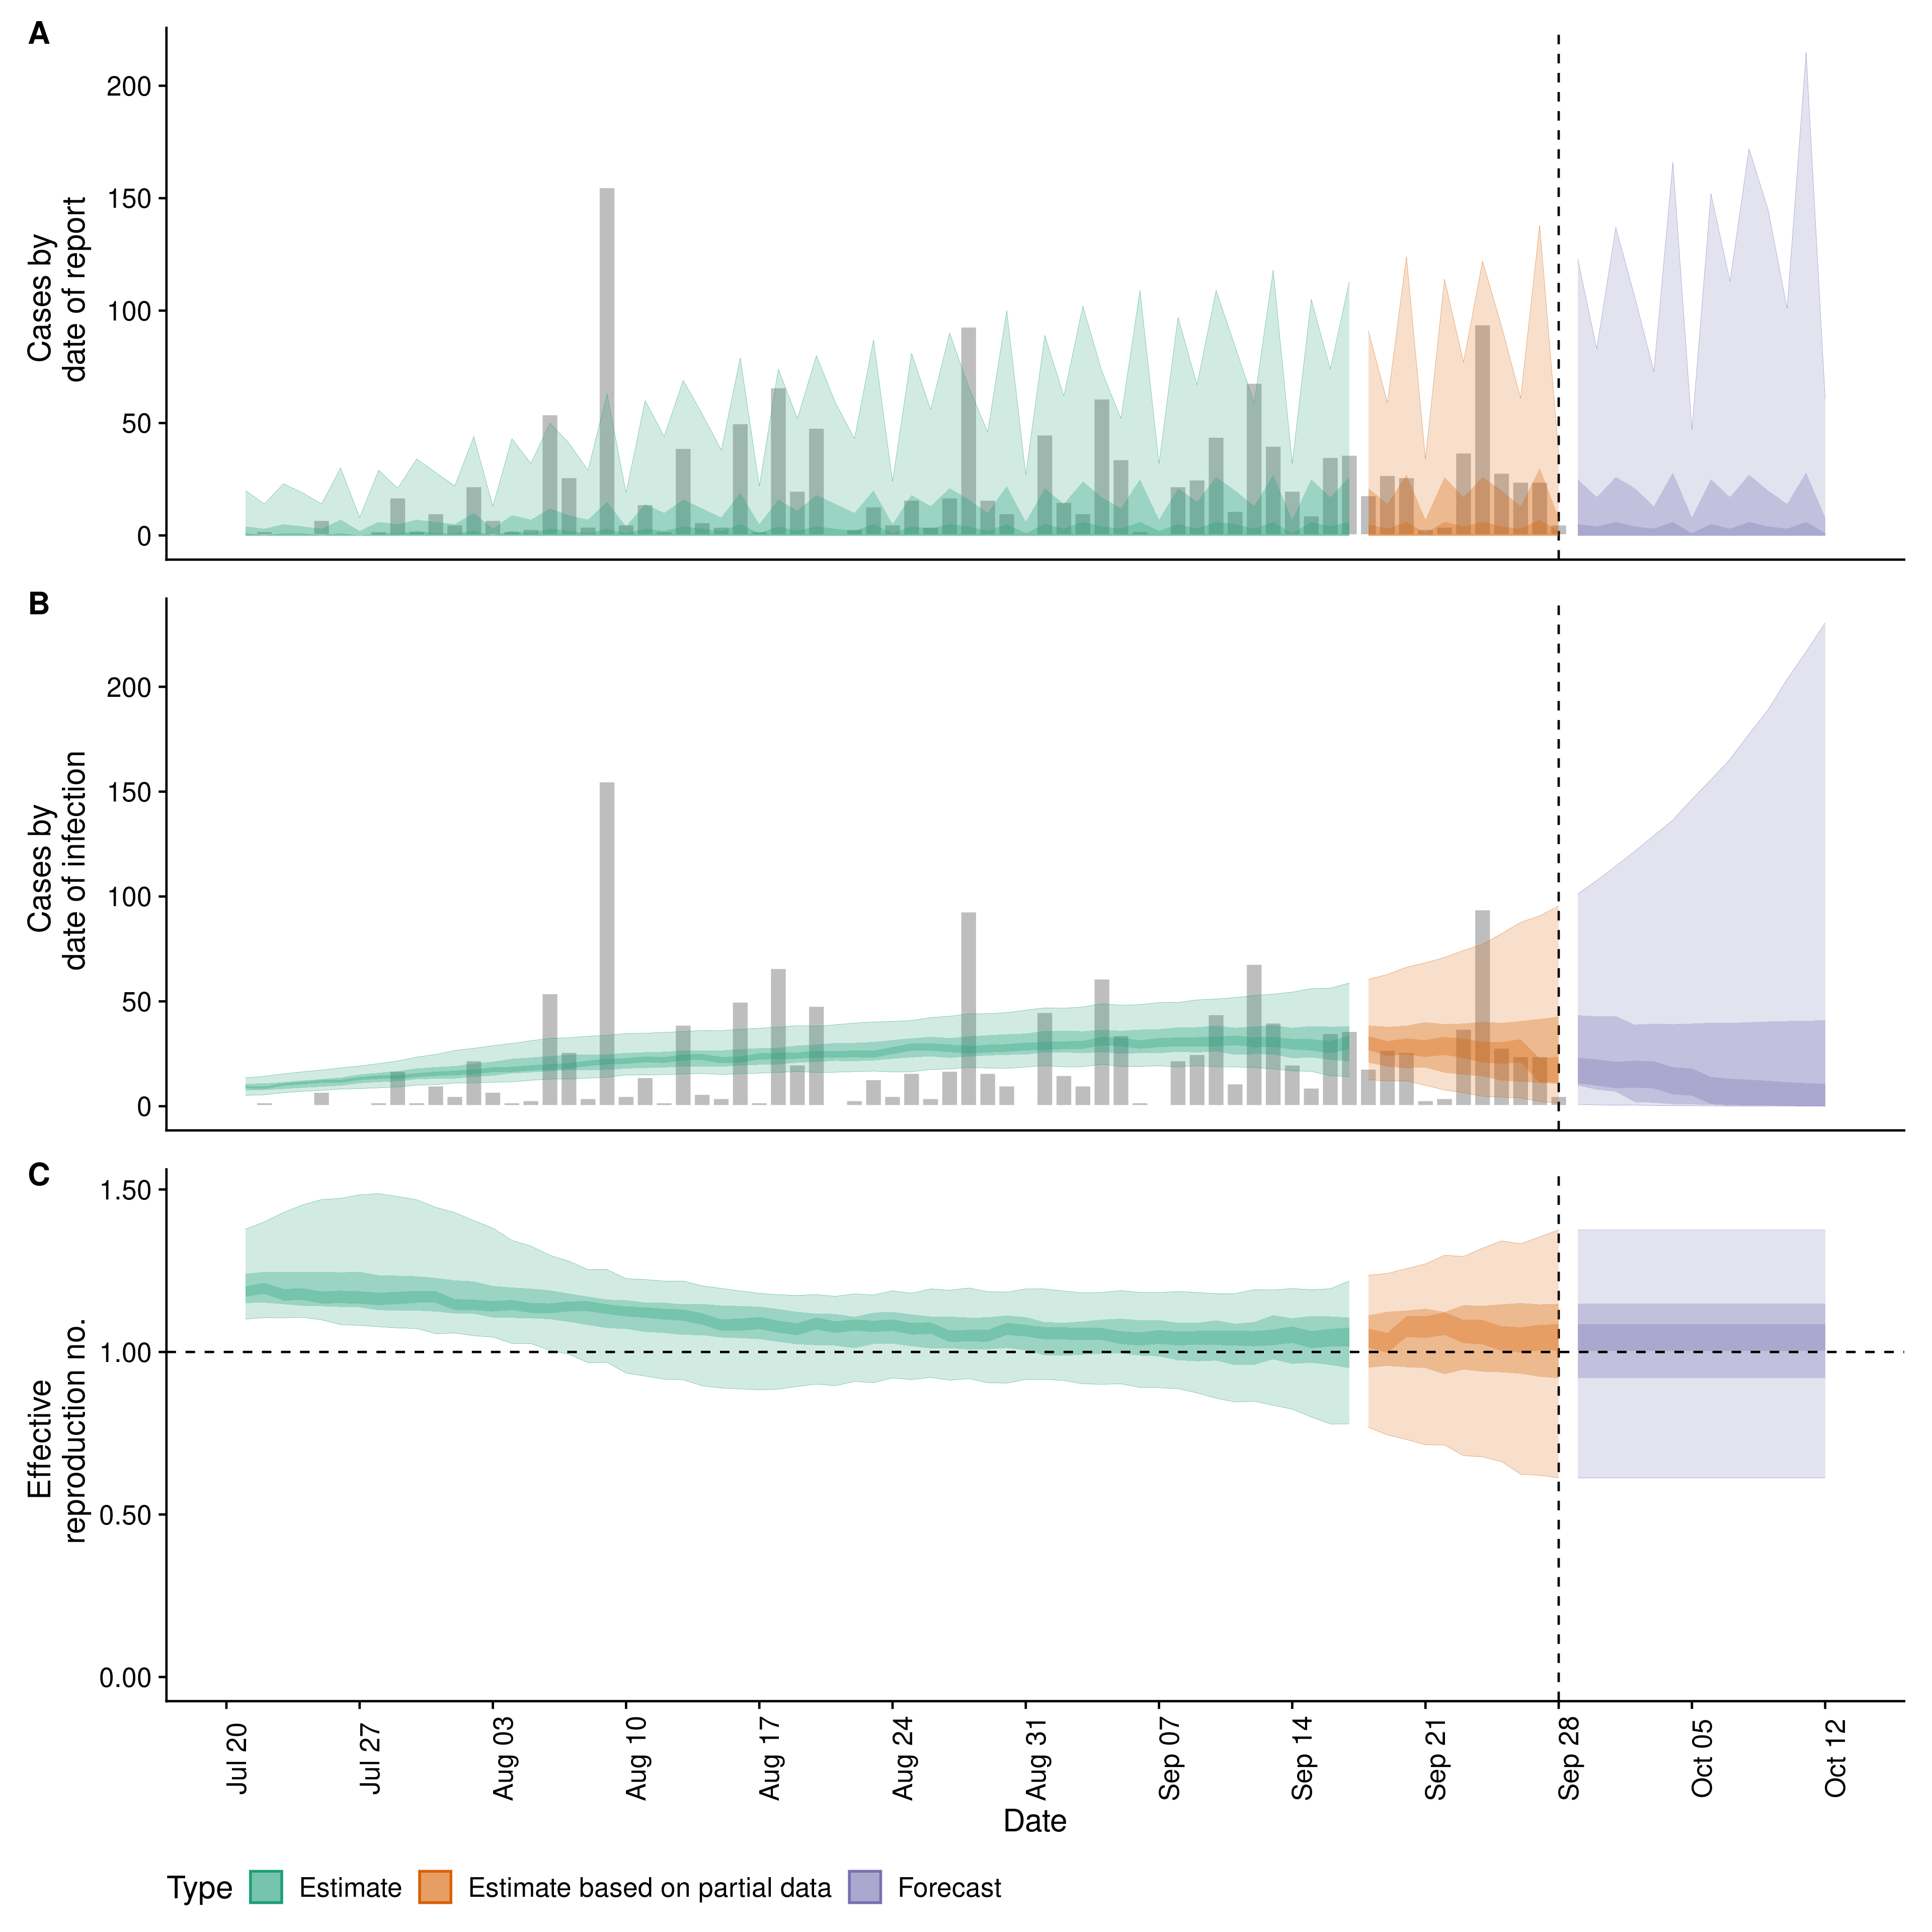 A
200
150
100
50
0
Cases by
date of report
B
200
150
100
50
0
Cases by
date of infection
C
1.50
1.00
0.50
0.00
Effective
reproduction no.
Jul 20
Jul 27
Aug 03
Aug 10
Aug 17
Aug 24
Aug 31
Sep 07
Sep 14
Sep 21
Sep 28
Oct 05
Oct 12
Date
Type Estimate Estimate based on partial data Forecast